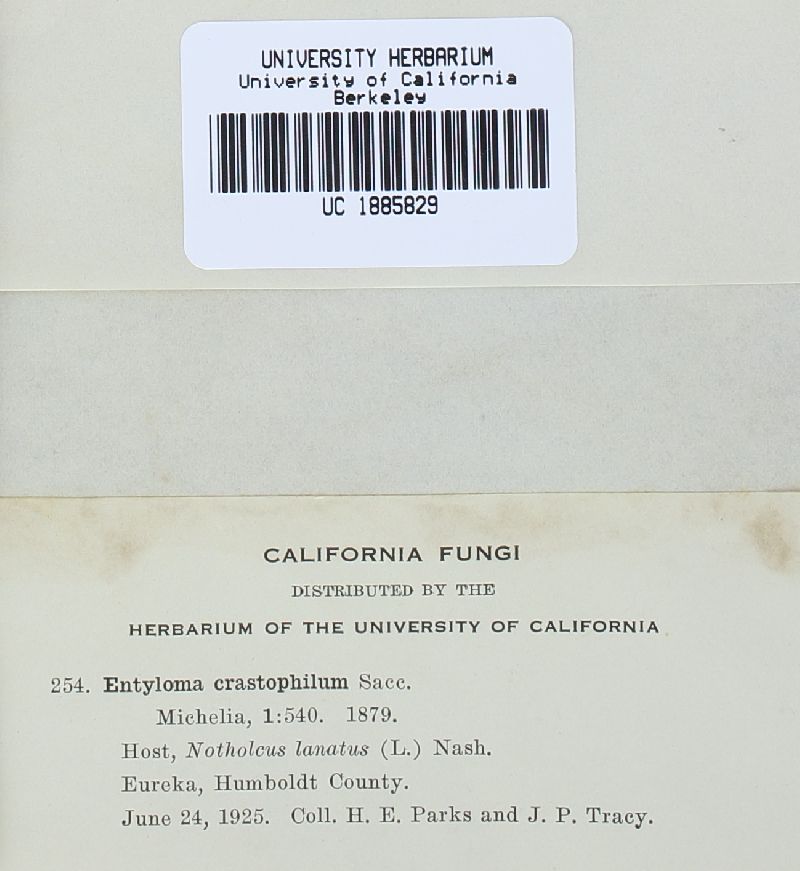 UNIVERSITY HERBARIUM
University of California
Berkeley
UC 1885829
CALIFORNIA FUNGI
DISTRIBUTED BY THE
HERBARIUM OF THE UNIVERSITY OF CALIFORNIA
254. Entyloma crastophilum Sacc.
Michelia, 1:540. 1879.
Host, Notholcus lanatus (L.) Nash.
Eureka, Humboldt County.
June 24, 1925. Coll. H. E. Parks and J. P. Tracy.